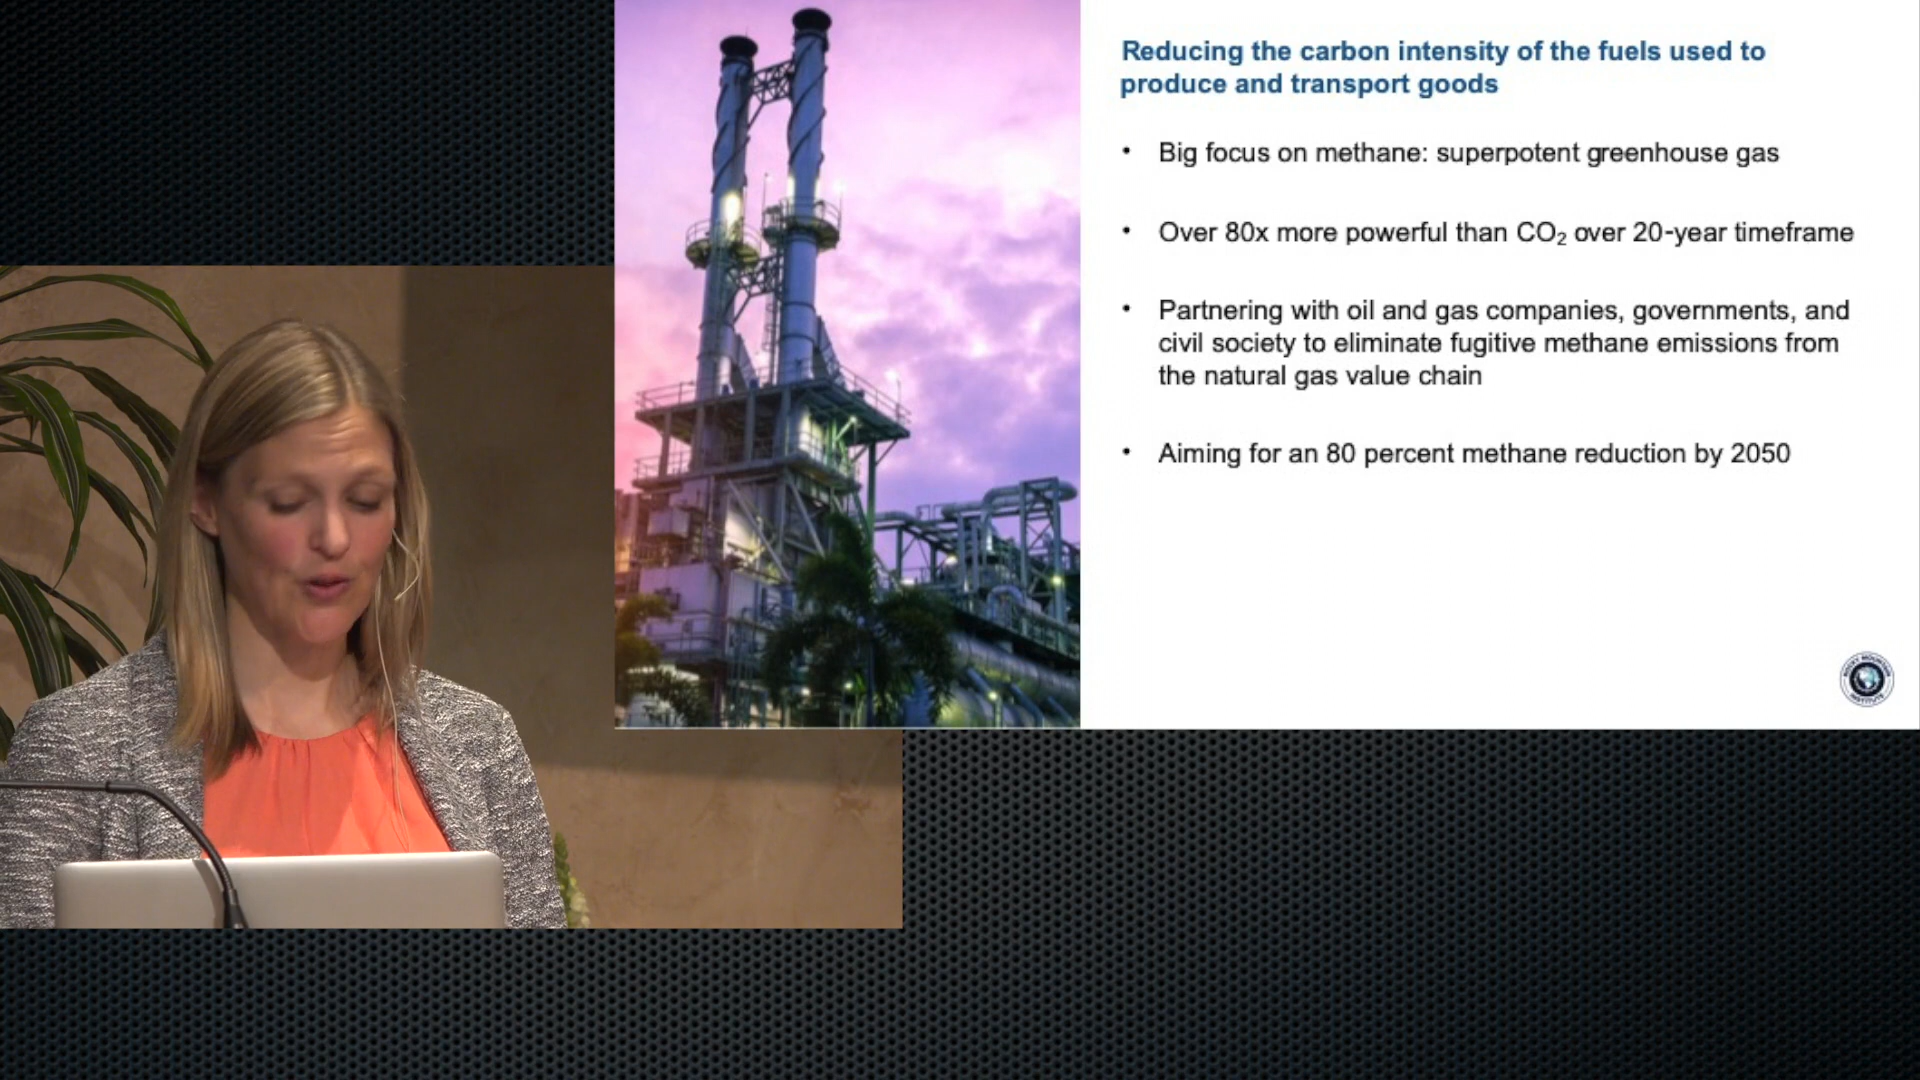 Reducing the carbon intensity of the fuels used to
produce and transport goods
• Big focus on methane: superpotent greenhouse gas
• Over 80x more powerful than CO₂ over 20-year timeframe
• Partnering with oil and gas companies, governments, and
civil society to eliminate fugitive methane emissions from
the natural gas value chain
• Aiming for an 80 percent methane reduction by 2050
ROCKY MOUNTAIN
INSTITUTE